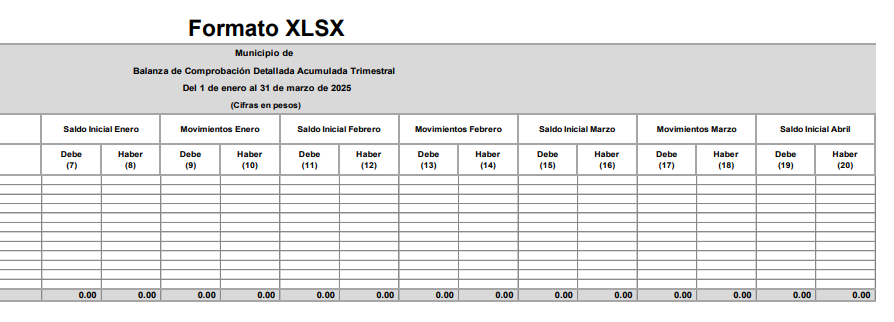 Formato XLSX
Municipio de
Balanza de Comprobación Detallada Acumulada Trimestral
Del 1 de enero al 31 de marzo de 2025
(Cifras en pesos)
Saldo Inicial Enero Movimientos Enero Saldo Inicial Febrero Movimientos Febrero Saldo Inicial Marzo Movimientos Marzo Saldo Inicial Abril
Debe Haber Debe Haber Debe Haber Debe Haber Debe Haber Debe Haber Debe Haber
(7) (8) (9) (10) (11) (12) (13) (14) (15) (16) (17) (18) (19) (20)
0.00 0.00 0.00 0.00 0.00 0.00 0.00 0.00 0.00 0.00 0.00 0.00 0.00 0.00